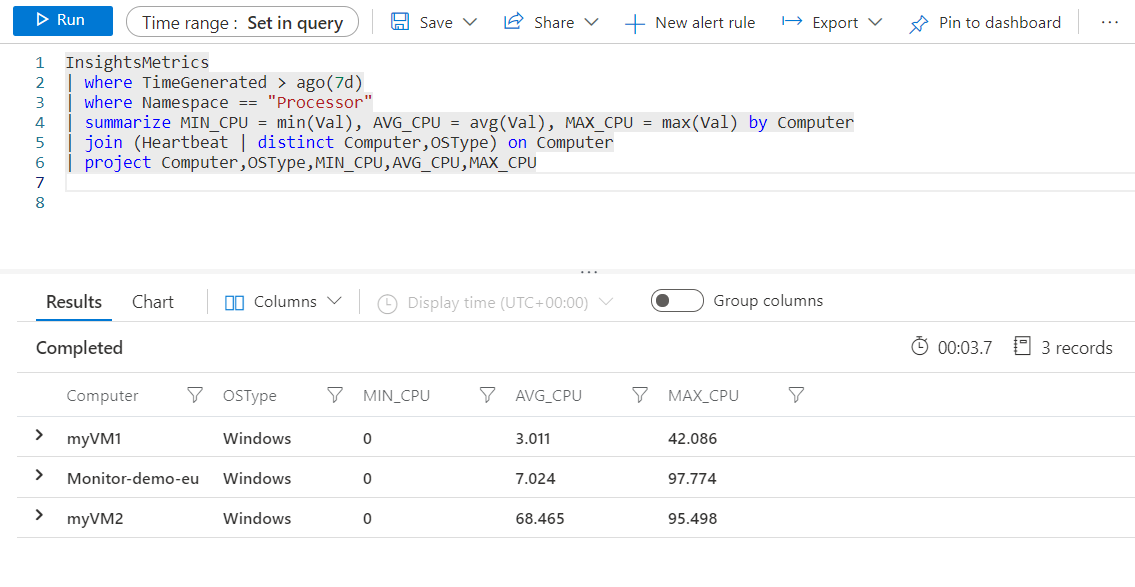 Run Time range : Set in query Save Share New alert rule Export Pin to dashboard ...
1 InsightsMetrics
2 | where TimeGenerated > ago(7d)
3 | where Namespace == "Processor"
4 | summarize MIN_CPU = min(Val), AVG_CPU = avg(Val), MAX_CPU = max(Val) by Computer
5 | join (Heartbeat | distinct Computer,OSType) on Computer
6 | project Computer,OSType,MIN_CPU,AVG_CPU,MAX_CPU
7
8
Results Chart Columns Display time (UTC+00:00) Group columns
Completed 00:03.7 3 records
Computer OSType MIN_CPU AVG_CPU MAX_CPU
myVM1 Windows 0 3.011 42.086
Monitor-demo-eu Windows 0 7.024 97.774
myVM2 Windows 0 68.465 95.498